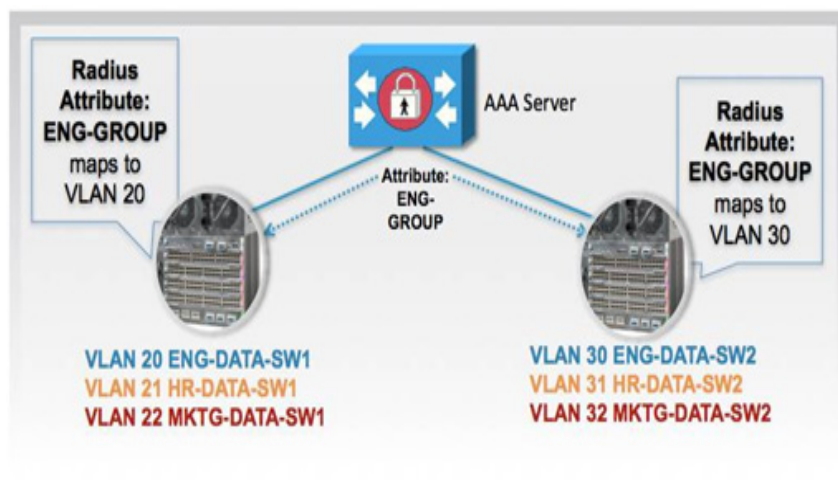 Radius
Attribute:
ENG-GROUP
maps to
VLAN 20
AAA Server
Attribute:
ENG-
GROUP
Radius
Attribute:
ENG-GROUP
maps to
VLAN 30
VLAN 20 ENG-DATA-SW1
VLAN 21 HR-DATA-SW1
VLAN 22 MKTG-DATA-SW1
VLAN 30 ENG-DATA-SW2
VLAN 31 HR-DATA-SW2
VLAN 32 MKTG-DATA-SW2